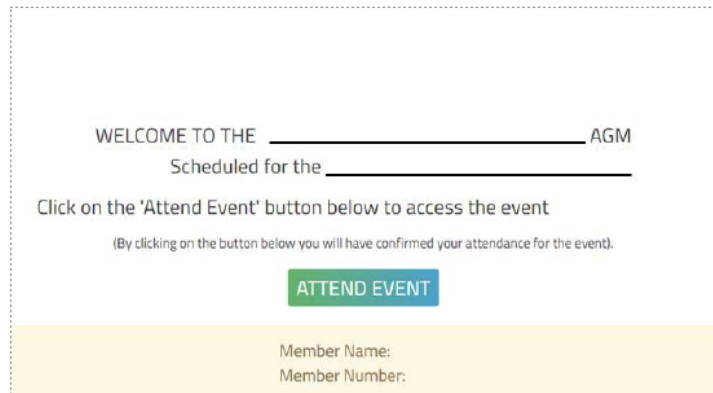 WELCOME TO THE ____________________ AGM
Scheduled for the ____________________
Click on the 'Attend Event' button below to access the event
(By clicking on the button below you will have confirmed your attendance for the event).
ATTEND EVENT
Member Name:
Member Number: